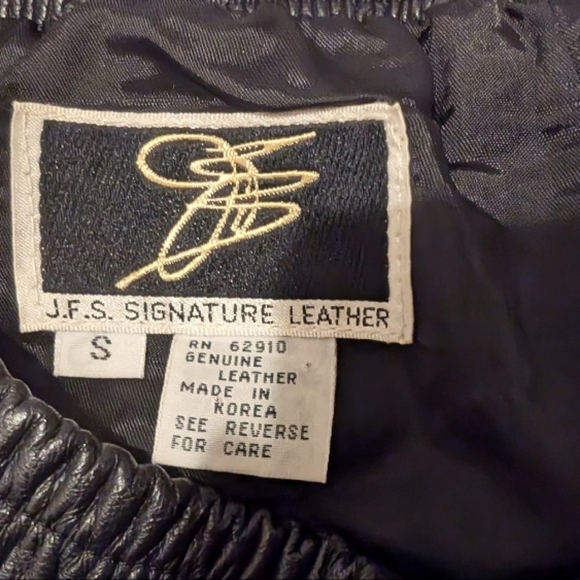 J.F.S. SIGNATURE LEATHER
S
RN 62910
GENUINE
LEATHER
MADE IN
KOREA
SEE REVERSE
FOR CARE